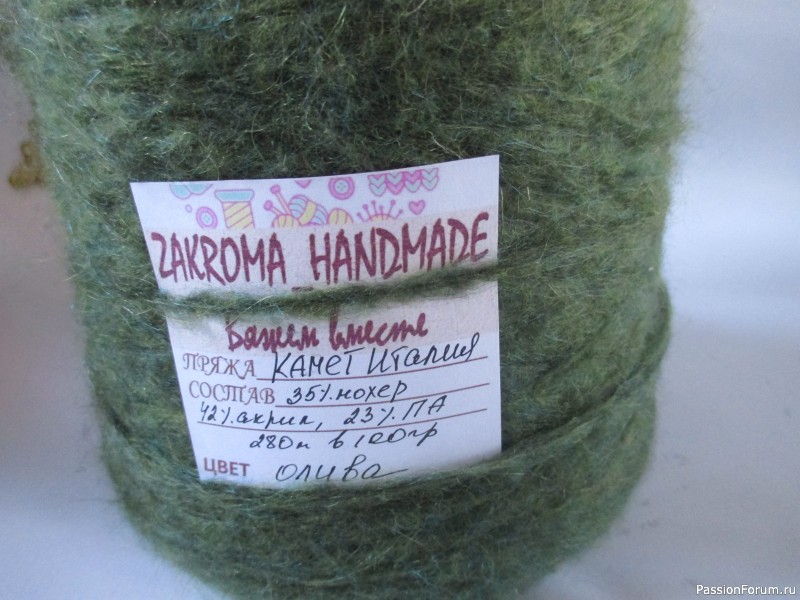 ZAKROMA_HANDMADE
Вяжем вместе
ПРЯЖА КАМЕТ Италия
СОСТАВ 35% мохер
42% акрил, 23% ПА
280м в 100гр
ЦВЕТ олива
PassionForum.ru